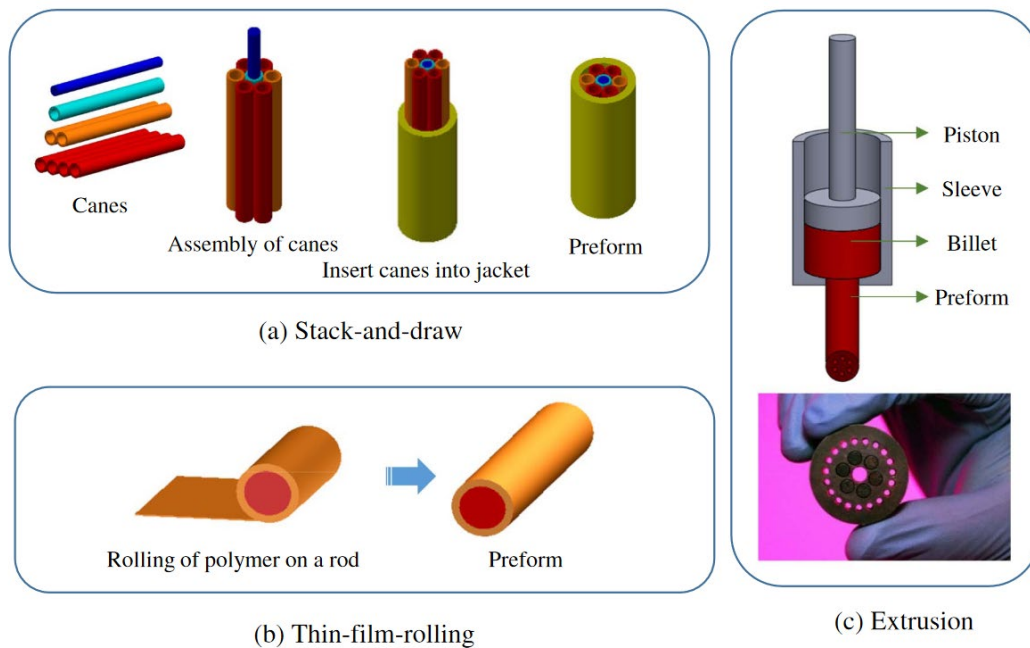 Canes
Assembly of canes
Insert canes into jacket
Preform
(a) Stack-and-draw
Rolling of polymer on a rod
Preform
(b) Thin-film-rolling
Piston
Sleeve
Billet
Preform
(c) Extrusion